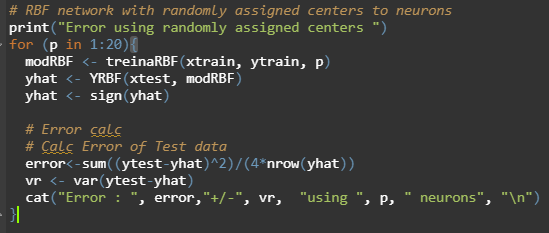 # RBF network with randomly assigned centers to neurons
print("Error using randomly assigned centers ")
for (p in 1:20){
  modRBF <- treinaRBF(xtrain, ytrain, p)
  yhat <- YRBF(xtest, modRBF)
  yhat <- sign(yhat)

  # Error calc
  # Calc Error of Test data
  error<-sum((ytest-yhat)^2)/(4*nrow(yhat))
  vr <- var(ytest-yhat)
  cat("Error : ", error,"+/-", vr,  "using ", p, " neurons", "\n")
}